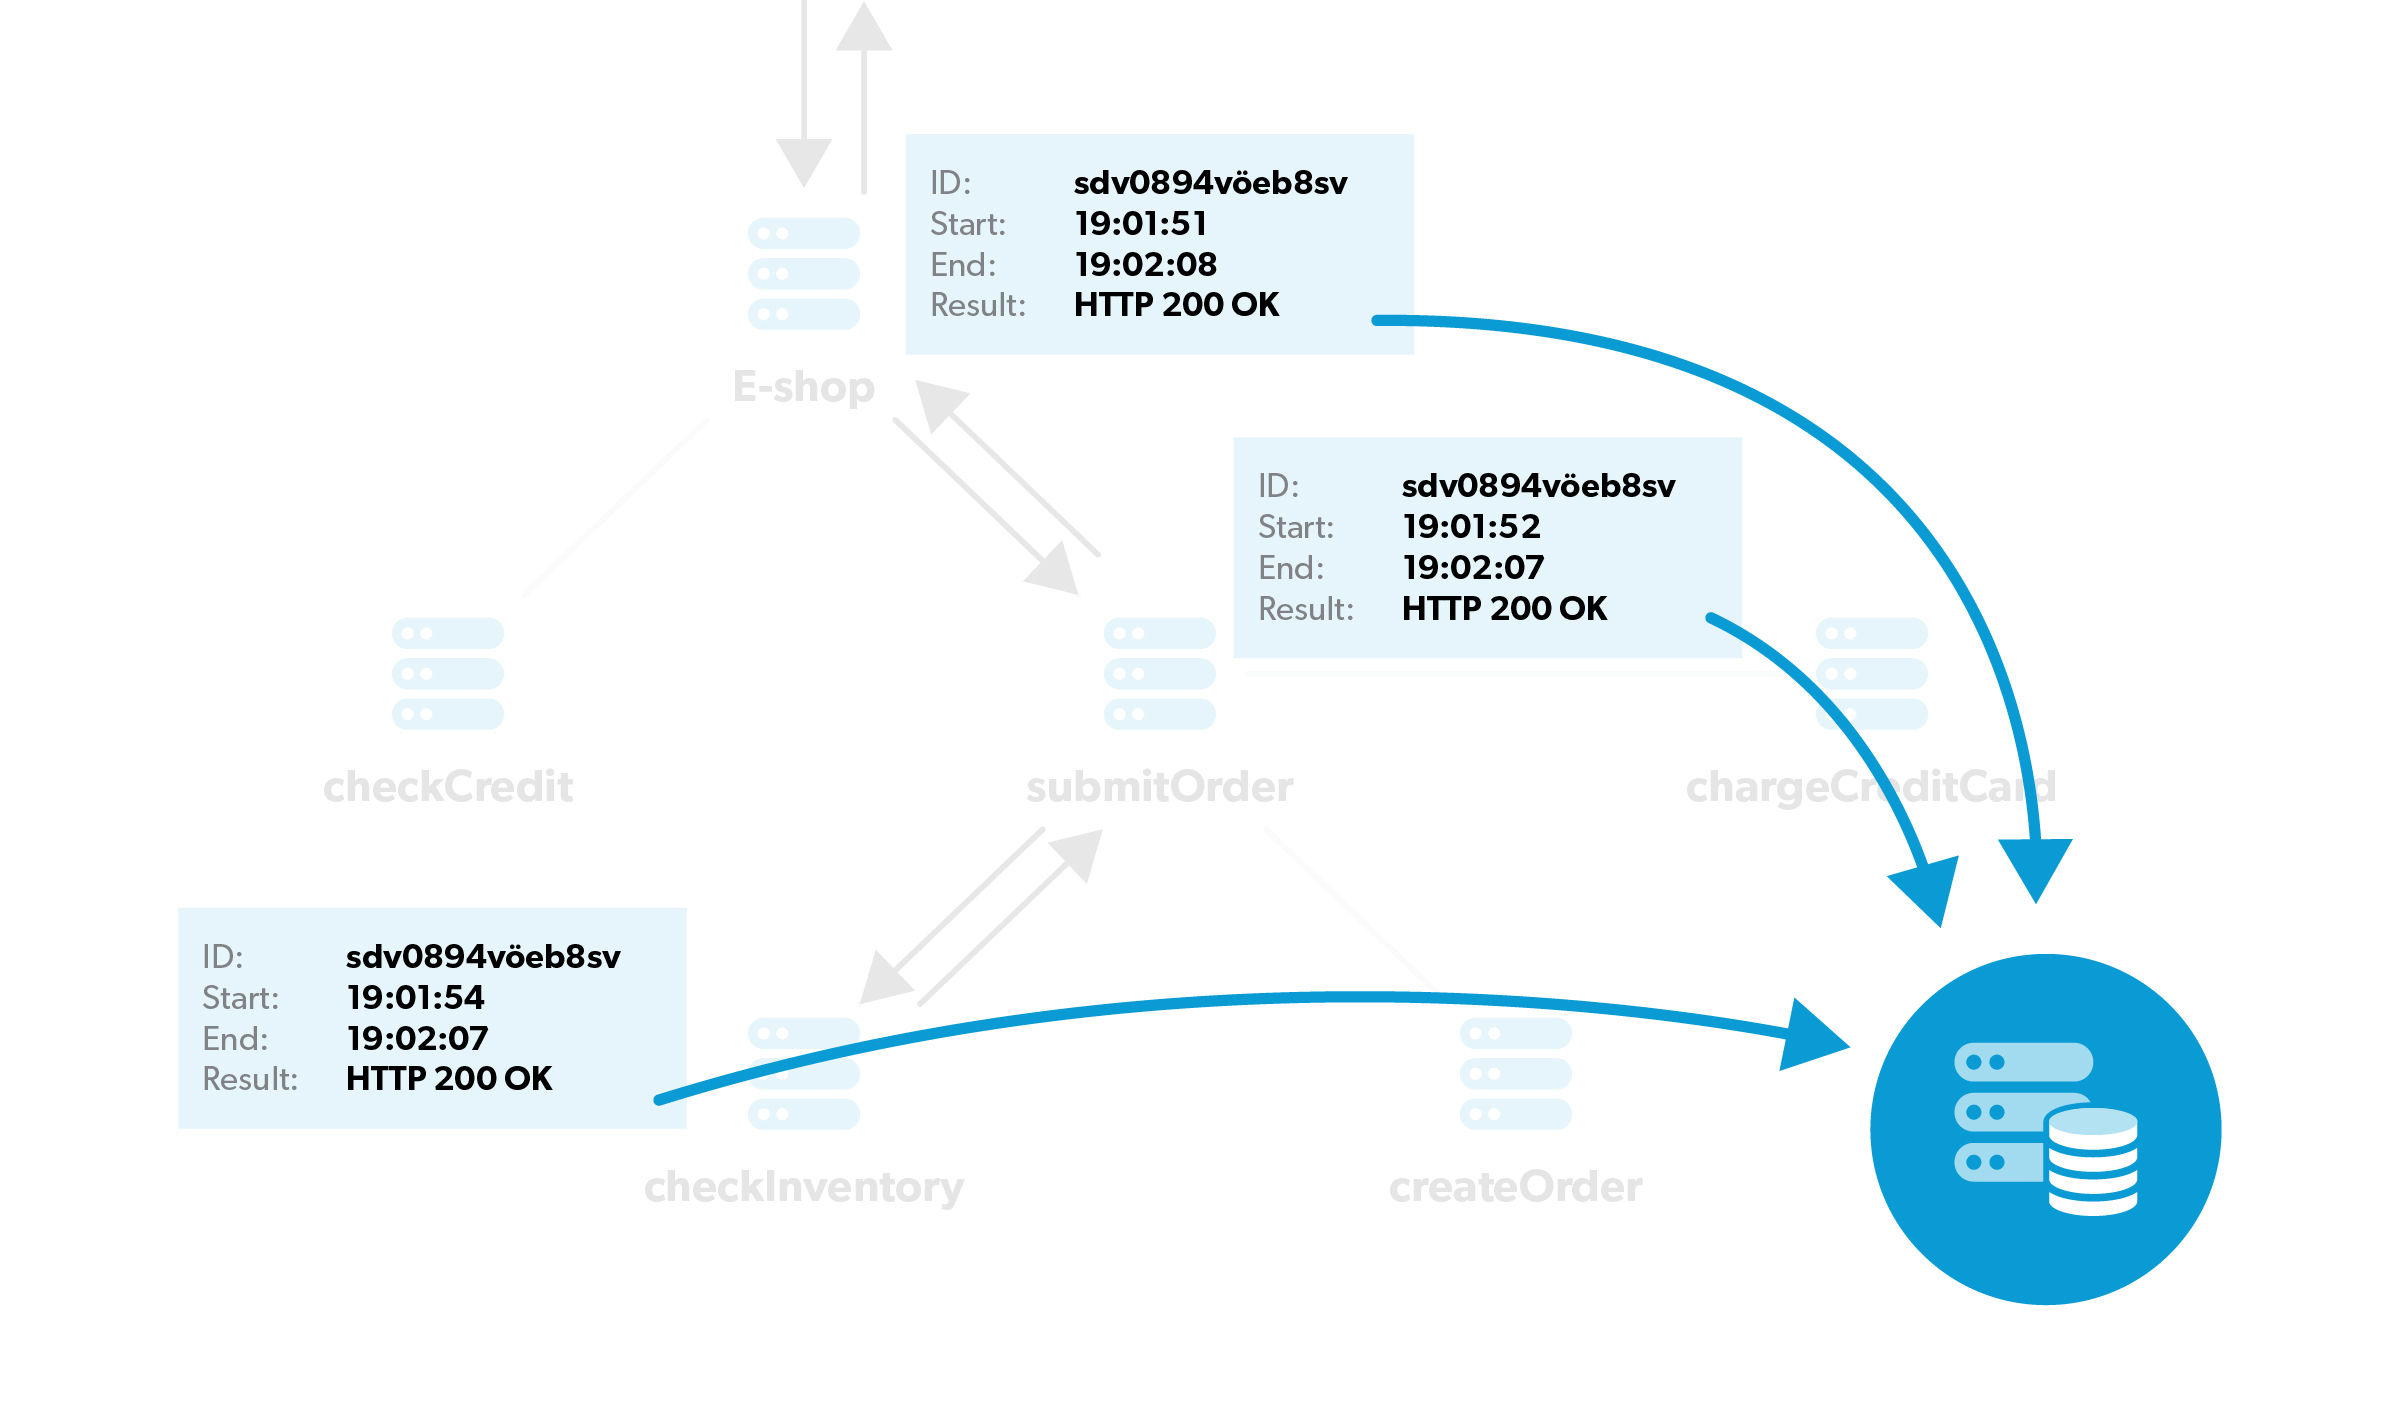 ID: sdv0894vöeb8sv
Start: 19:01:51
End: 19:02:08
Result: HTTP 200 OK
E-shop
ID: sdv0894vöeb8sv
Start: 19:01:52
End: 19:02:07
Result: HTTP 200 OK
checkCredit
submitOrder
chargeCreditCard
ID: sdv0894vöeb8sv
Start: 19:01:54
End: 19:02:07
Result: HTTP 200 OK
checkInventory
createOrder